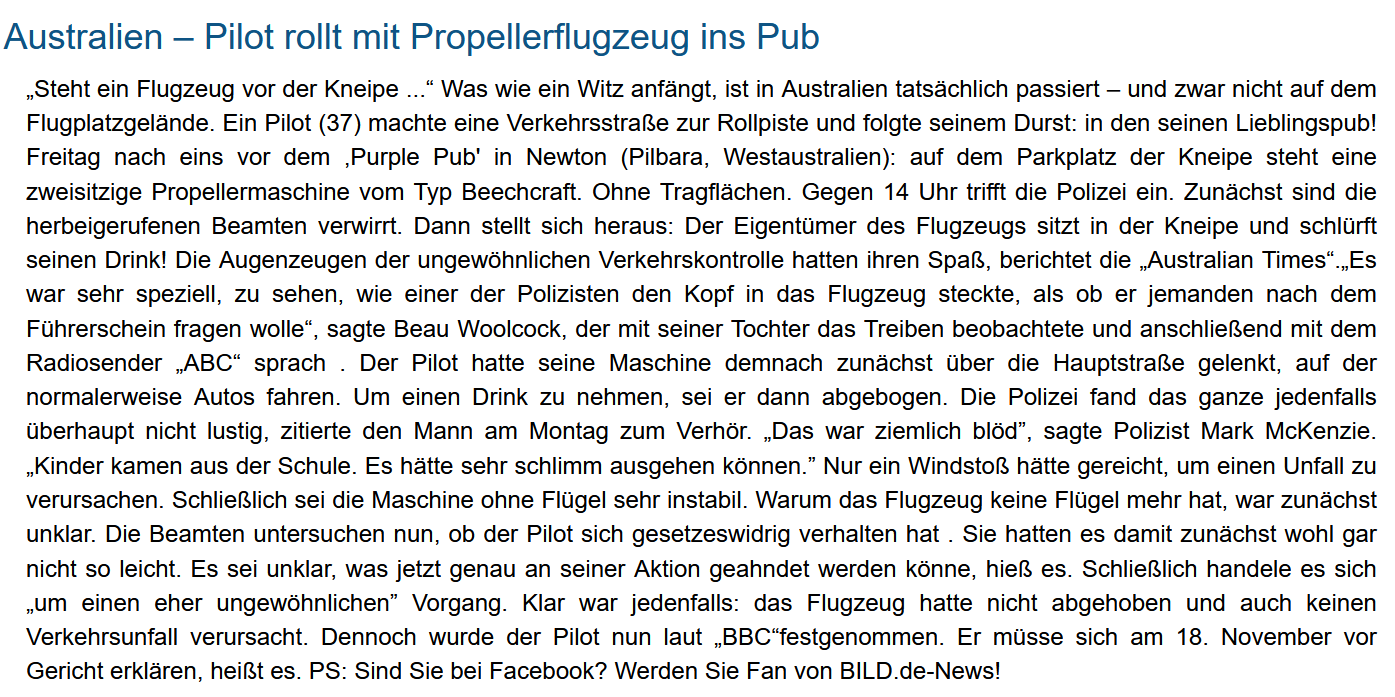 Australien – Pilot rollt mit Propellerflugzeug ins Pub
„Steht ein Flugzeug vor der Kneipe ...“ Was wie ein Witz anfängt, ist in Australien tatsächlich passiert – und zwar nicht auf dem
Flugplatzgelände. Ein Pilot (37) machte eine Verkehrsstraße zur Rollpiste und folgte seinem Durst: in den seinen Lieblingspub!
Freitag nach eins vor dem ‚Purple Pub' in Newton (Pilbara, Westaustralien): auf dem Parkplatz der Kneipe steht eine
zweisitzige Propellermaschine vom Typ Beechcraft. Ohne Tragflächen. Gegen 14 Uhr trifft die Polizei ein. Zunächst sind die
herbeigerufenen Beamten verwirrt. Dann stellt sich heraus: Der Eigentümer des Flugzeugs sitzt in der Kneipe und schlürft
seinen Drink! Die Augenzeugen der ungewöhnlichen Verkehrskontrolle hatten ihren Spaß, berichtet die „Australian Times“.„Es
war sehr speziell, zu sehen, wie einer der Polizisten den Kopf in das Flugzeug steckte, als ob er jemanden nach dem
Führerschein fragen wolle“, sagte Beau Woolcock, der mit seiner Tochter das Treiben beobachtete und anschließend mit dem
Radiosender „ABC“ sprach . Der Pilot hatte seine Maschine demnach zunächst über die Hauptstraße gelenkt, auf der
normalerweise Autos fahren. Um einen Drink zu nehmen, sei er dann abgebogen. Die Polizei fand das ganze jedenfalls
überhaupt nicht lustig, zitierte den Mann am Montag zum Verhör. „Das war ziemlich blöd”, sagte Polizist Mark McKenzie.
„Kinder kamen aus der Schule. Es hätte sehr schlimm ausgehen können.” Nur ein Windstoß hätte gereicht, um einen Unfall zu
verursachen. Schließlich sei die Maschine ohne Flügel sehr instabil. Warum das Flugzeug keine Flügel mehr hat, war zunächst
unklar. Die Beamten untersuchen nun, ob der Pilot sich gesetzeswidrig verhalten hat . Sie hatten es damit zunächst wohl gar
nicht so leicht. Es sei unklar, was jetzt genau an seiner Aktion geahndet werden könne, hieß es. Schließlich handele es sich
„um einen eher ungewöhnlichen” Vorgang. Klar war jedenfalls: das Flugzeug hatte nicht abgehoben und auch keinen
Verkehrsunfall verursacht. Dennoch wurde der Pilot nun laut „BBC“festgenommen. Er müsse sich am 18. November vor
Gericht erklären, heißt es. PS: Sind Sie bei Facebook? Werden Sie Fan von BILD.de-News!